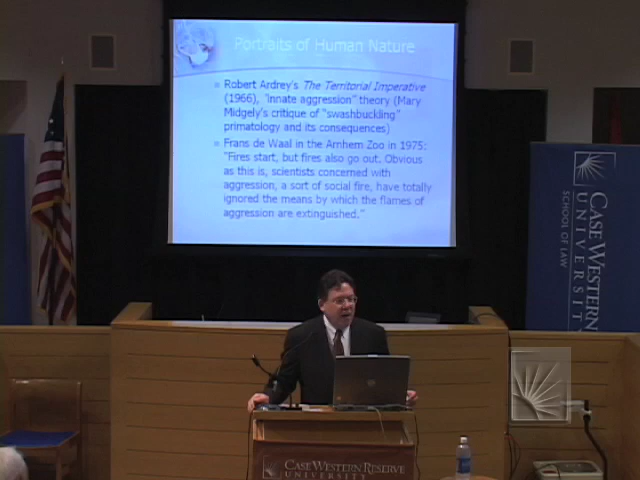 Portraits of Human Nature
Robert Ardrey's The Territorial Imperative
(1966), "innate aggression" theory (Mary
Midgely's critique of "swashbuckling"
primatology and its consequences)
Frans de Waal in the Arnhem Zoo in 1975:
"Fires start, but fires also go out. Obvious
as this is, scientists concerned with
aggression, a sort of social fire, have totally
ignored the means by which the flames of
aggression are extinguished."
CASE WESTERN
UNIVERSIT
SCHOOL OF LAW
CASE WESTERN RESERVE
UNIVERSITY